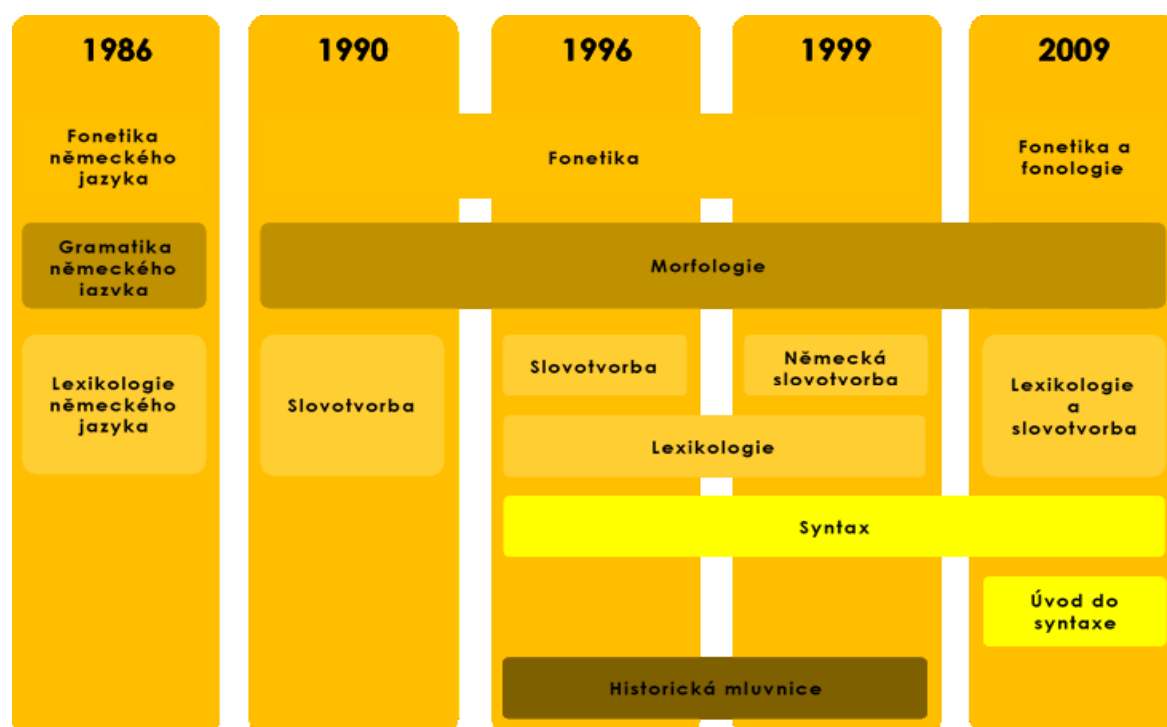 1986
1990
1996
1999
2009
Fonetika
německého
jazyka
Fonetika
Fonetika a
fonologie
Gramatika
německého
jazyka
Morfologie
Lexikologie
německého
jazyka
Slovotvorba
Slovotvorba
Německá
slovotvorba
Lexikologie
a
slovotvorba
Lexikologie
Syntax
Úvod do
syntaxe
Historická mluvnice